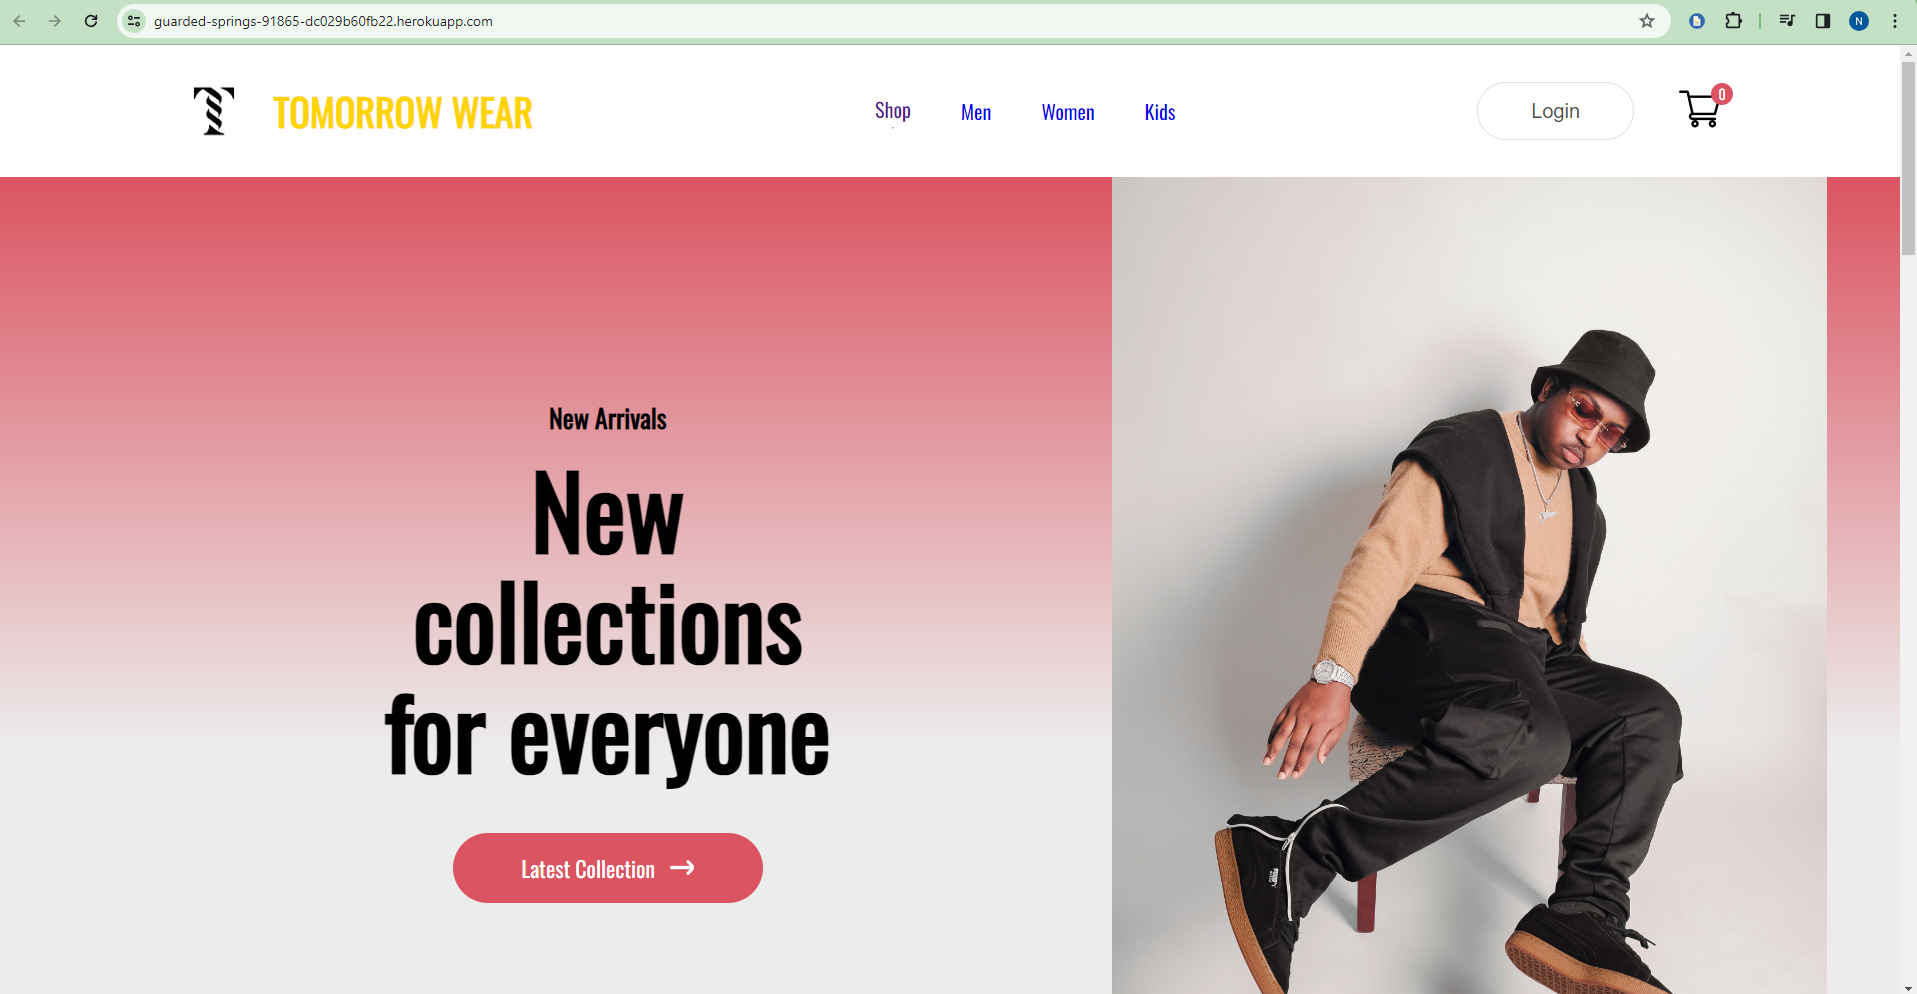 guarded-springs-91865-dc029b60fb22.herokuapp.com
N
T TOMORROW WEAR
Shop Men Women Kids
Login
0
New Arrivals
New
collections
for everyone
Latest Collection →